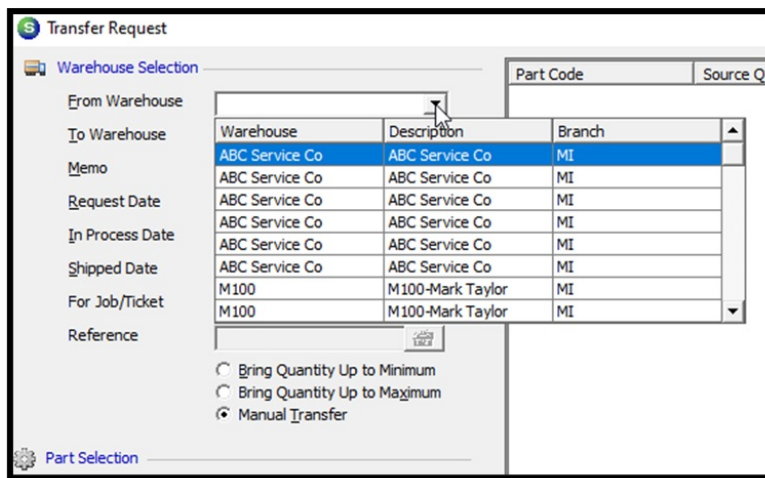 Transfer Request
Warehouse Selection
Part Code Source Q
From Warehouse
To Warehouse
Memo
Request Date
In Process Date
Shipped Date
For Job/Ticket
Reference
Warehouse Description Branch
ABC Service Co ABC Service Co MI
ABC Service Co ABC Service Co MI
ABC Service Co ABC Service Co MI
ABC Service Co ABC Service Co MI
ABC Service Co ABC Service Co MI
ABC Service Co ABC Service Co MI
M100 M100-Mark Taylor MI
M100 M100-Mark Taylor MI
Bring Quantity Up to Minimum
Bring Quantity Up to Maximum
Manual Transfer
Part Selection